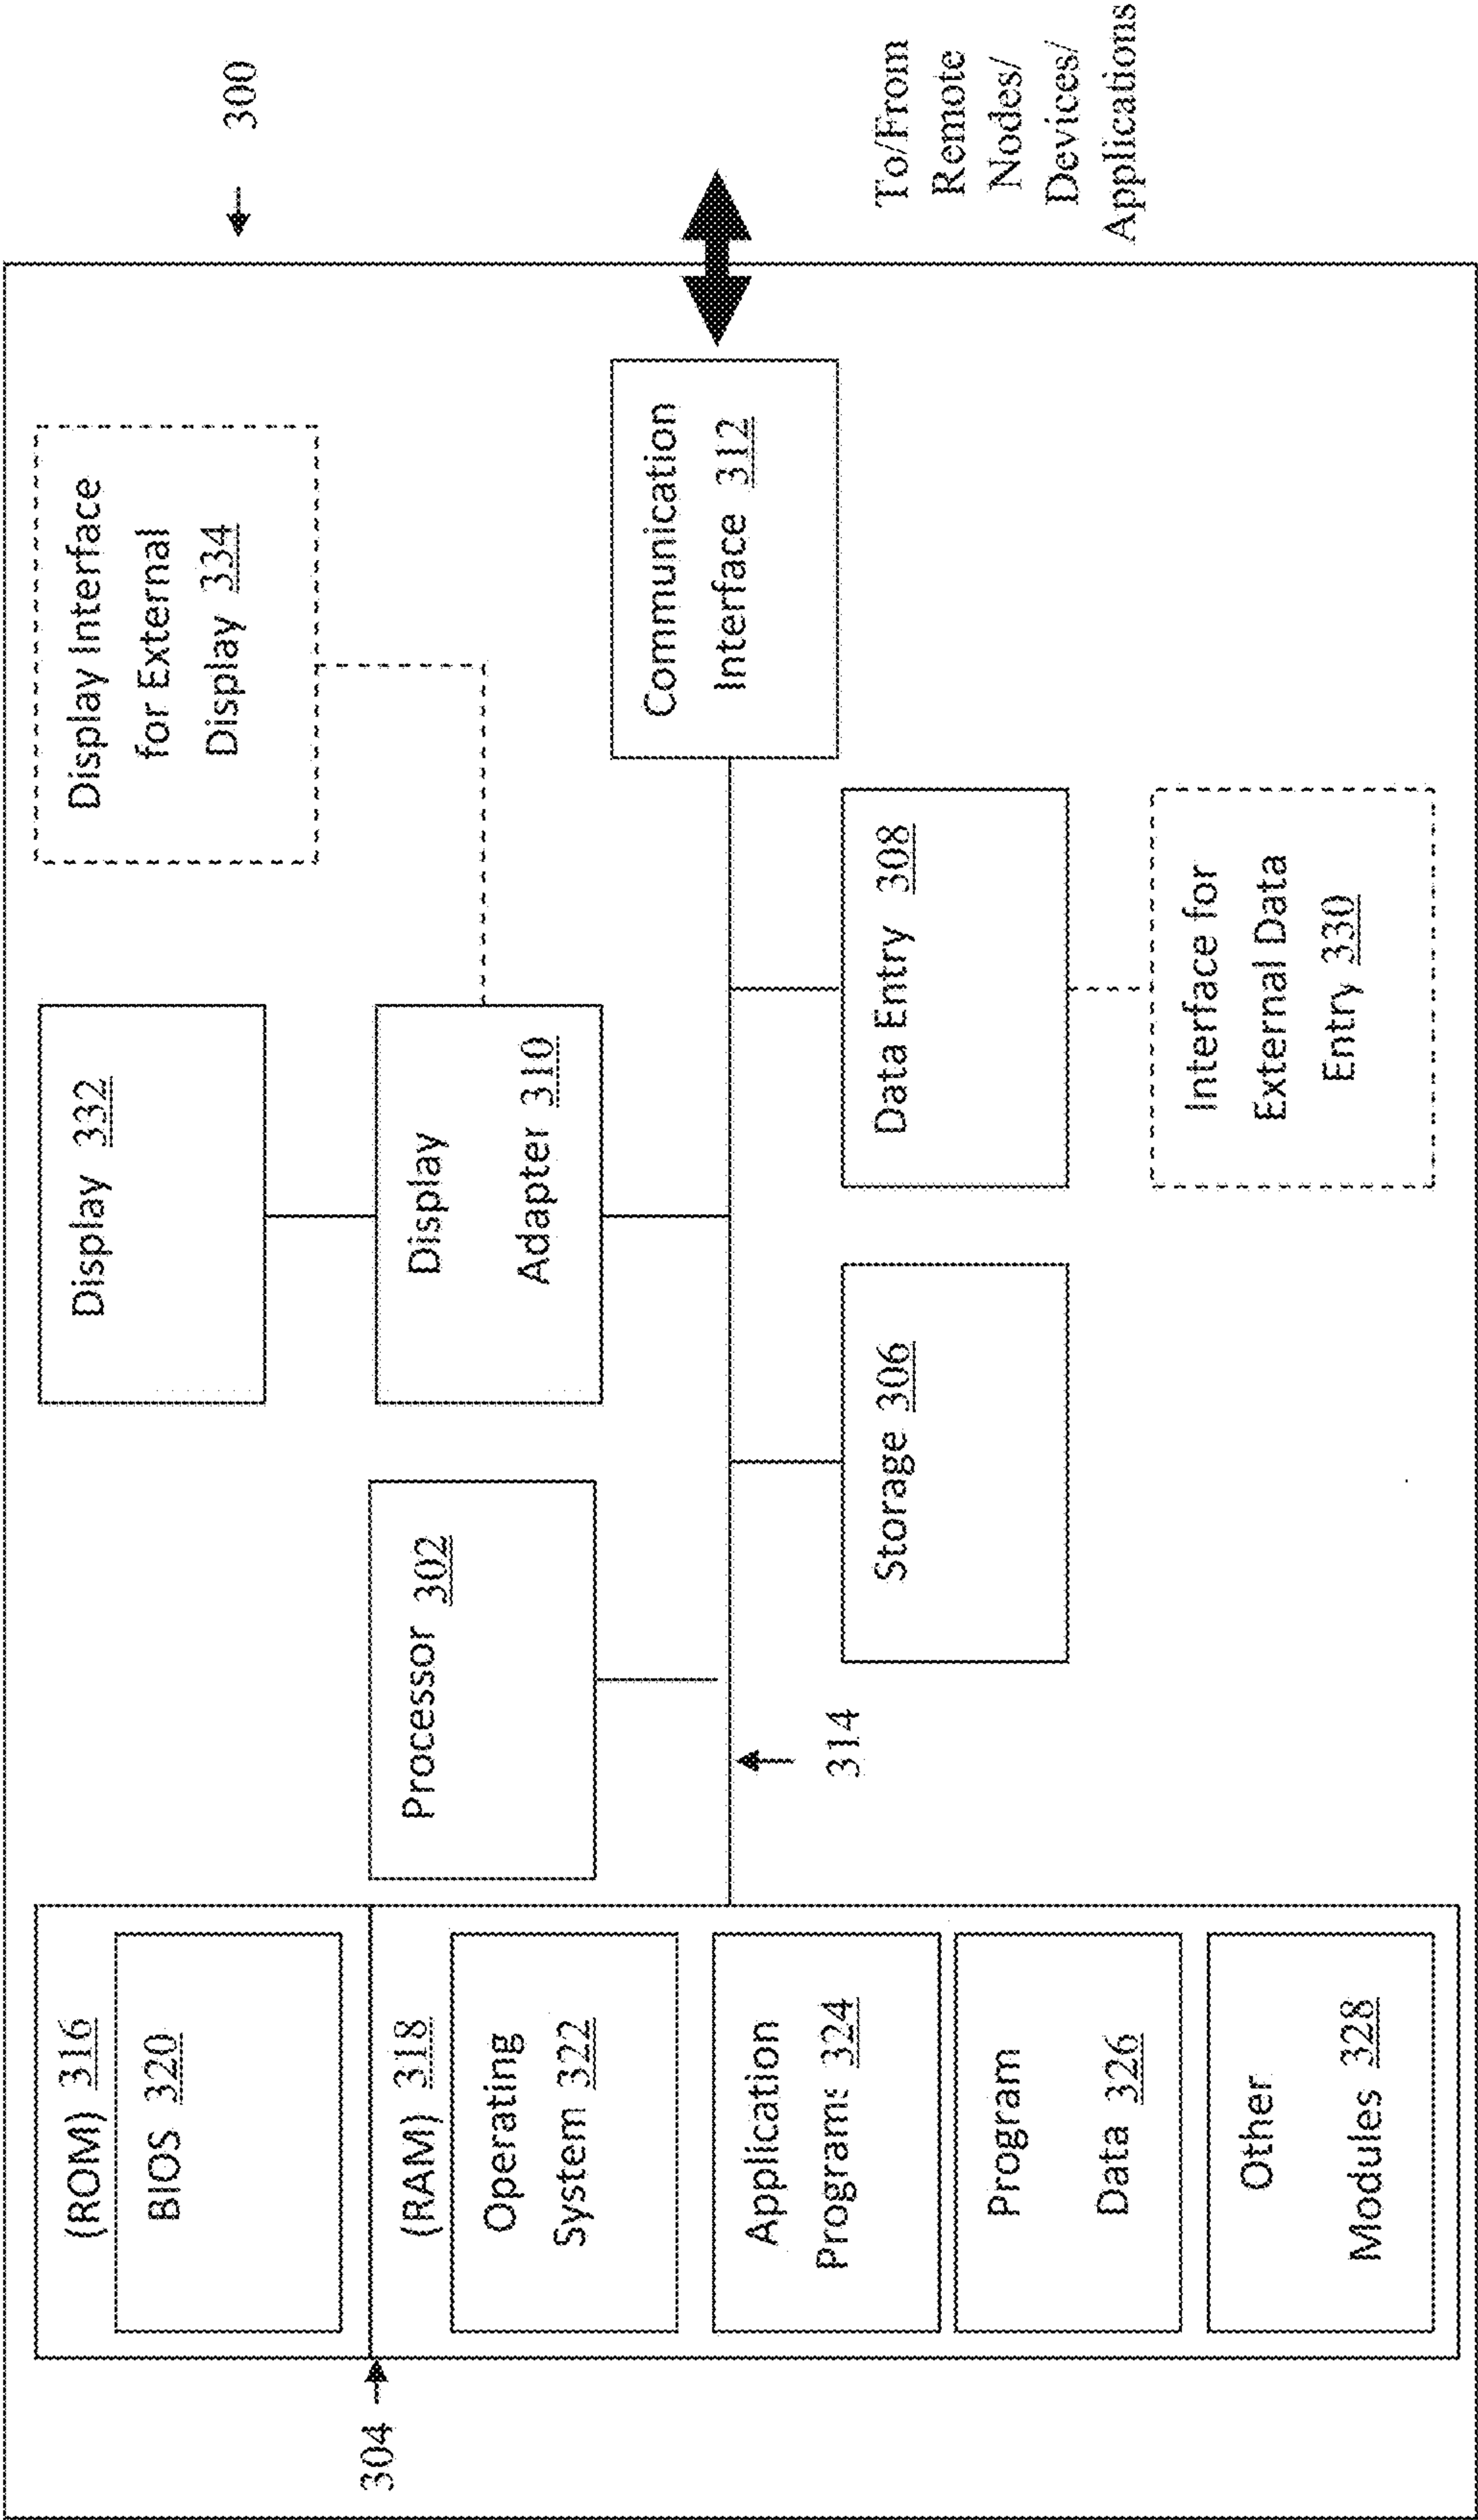 300
(ROM) 316
BIOS 320
304
(RAM) 318
Operating
System 322
Application
Programs 324
Program
Data 326
Other
Modules 328
Processor 302
314
Display 332
Display
Adapter 310
Storage 306
Display Interface
for External
Display 334
Data Entry 308
Interface for
External Data
Entry 330
Communication
Interface 312
To/From
Remote
Nodes/
Devices/
Applications